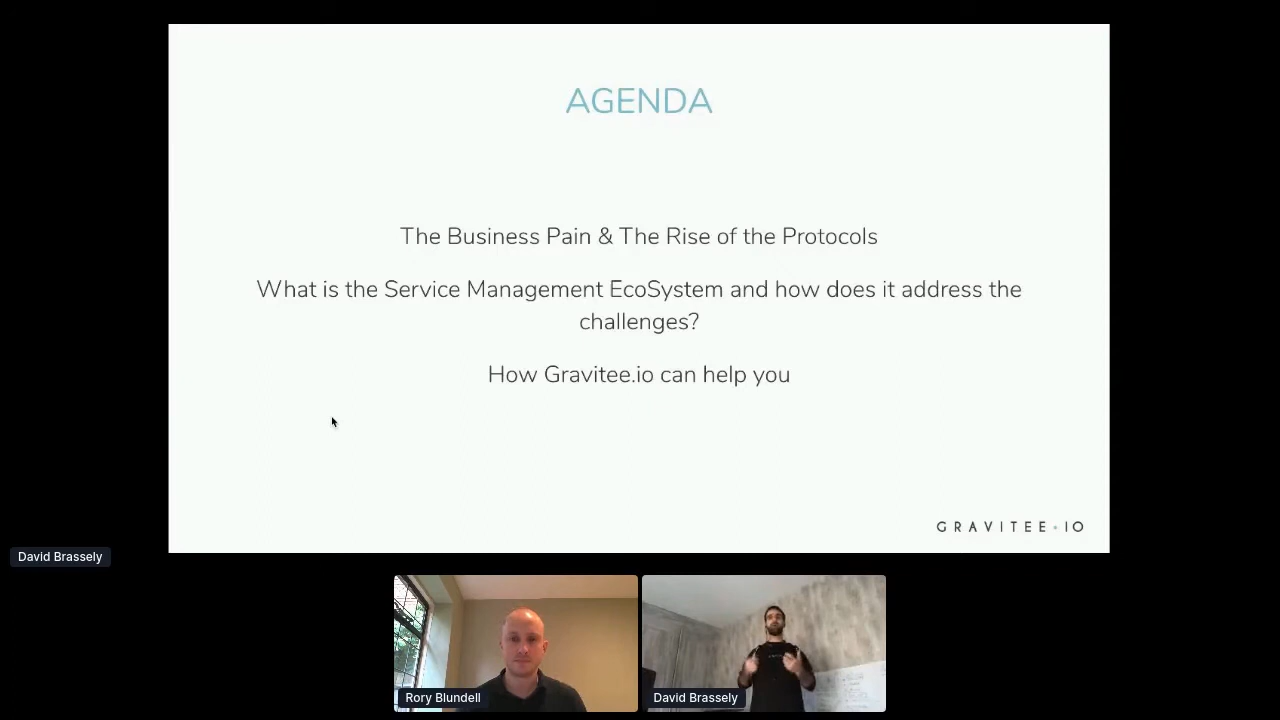 AGENDA
The Business Pain & The Rise of the Protocols
What is the Service Management EcoSystem and how does it address the
challenges?
How Gravitee.io can help you
GRAVITEE.IO
David Brassely
Rory Blundell
David Brassely